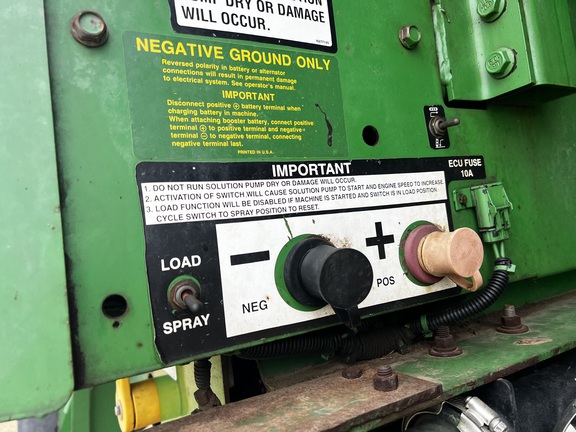 PUMP DRY OR DAMAGE
WILL OCCUR.
NEGATIVE GROUND ONLY
Reversed polarity in battery or alternator
connections will result in permanent damage
to electrical system. See operator's manual.
IMPORTANT
Disconnect positive ⊕ battery terminal when
charging battery in machine.
When attaching booster battery, connect positive
terminal ⊕ to positive terminal and negative
terminal ⊖ to negative terminal, connecting
negative terminal last.
PRINTED IN U.S.A.
IMPORTANT
1. DO NOT RUN SOLUTION PUMP DRY OR DAMAGE WILL OCCUR.
2. ACTIVATION OF SWITCH WILL CAUSE SOLUTION PUMP TO START AND ENGINE SPEED TO INCREASE.
3. LOAD FUNCTION WILL BE DISABLED IF MACHINE IS STARTED AND SWITCH IS IN LOAD POSITION.
CYCLE SWITCH TO SPRAY POSITION TO RESET.
ECU FUSE
10A
LOAD
SPRAY
− +
NEG POS